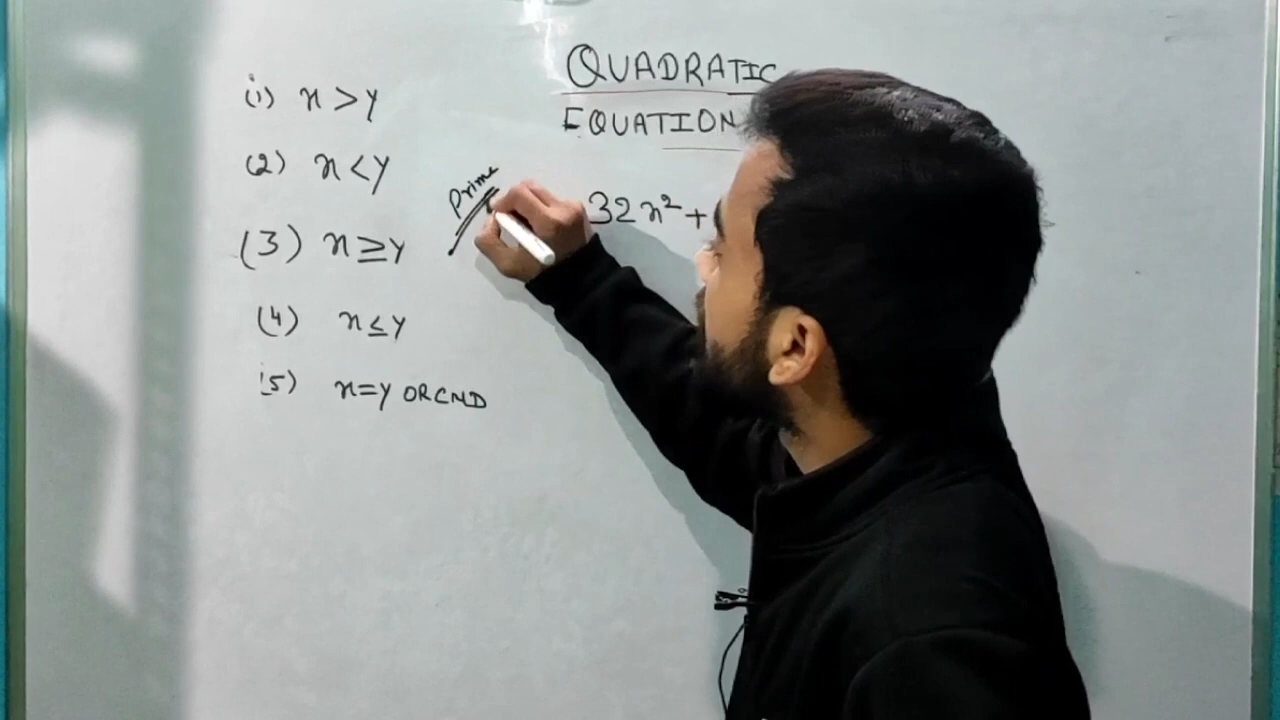 QUADRATIC
EQUATION
(1) x > y
(2) x < y
(3) x ≥ y
(4) x ≤ y
(5) x = y OR CND
Prime
32x² +